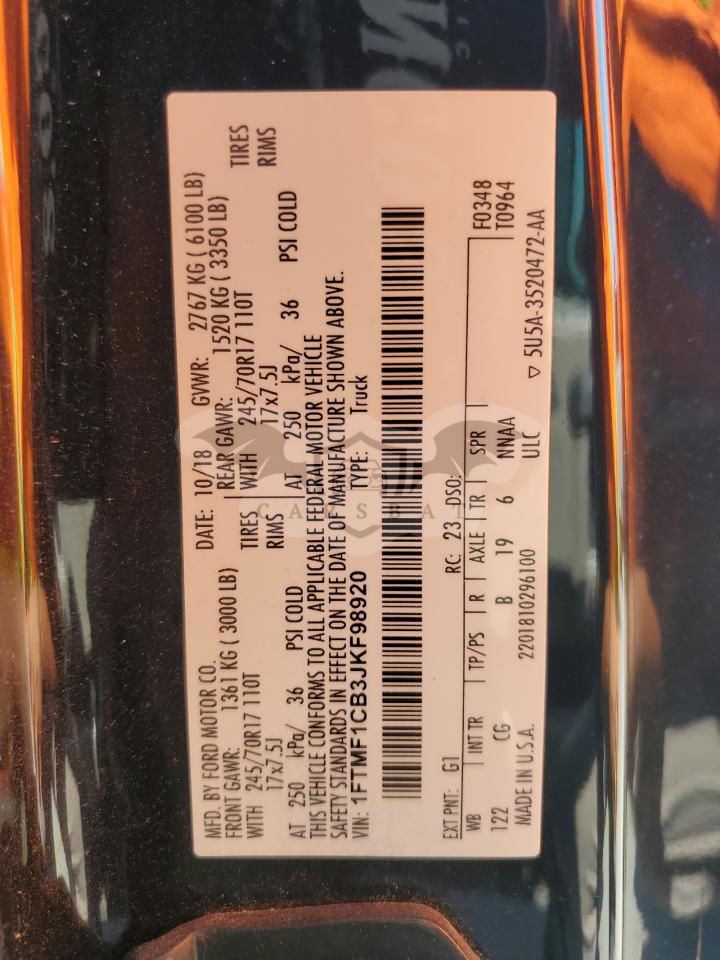 MFD. BY FORD MOTOR CO.
DATE: 10/18
GVWR: 2767 KG ( 6100 LB)
FRONT GAWR: 1361 KG ( 3000 LB)
REAR GAWR: 1520 KG ( 3350 LB)
WITH 245/70R17 110T TIRES
WITH 245/70R17 110T TIRES
17x7.5J RIMS
17x7.5J RIMS
AT 250 kPa/ 36 PSI COLD
AT 250 kPa/ 36 PSI COLD
THIS VEHICLE CONFORMS TO ALL APPLICABLE FEDERAL MOTOR VEHICLE
SAFETY STANDARDS IN EFFECT ON THE DATE OF MANUFACTURE SHOWN ABOVE.
VIN: 1FTMF1CB3JKF98920
TYPE: Truck
EXT PNT: G1 RC: 23 DSO:
F0348
WB INT TR TP/PS R AXLE TR SPR
T0964
122 CG B 19 6 NNAA
MADE IN U.S.A. 2201810296100 ULC
▽ 5U5A-3520472-AA
CARSBAT